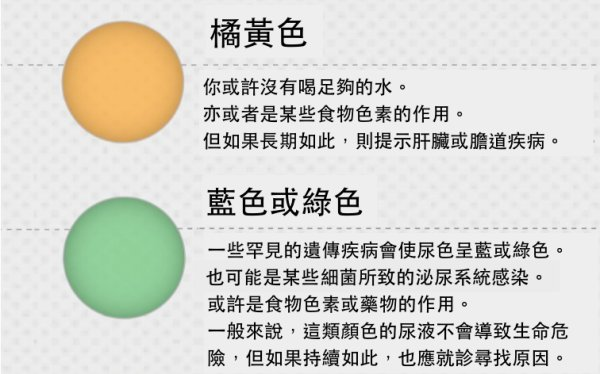 橘黃色
你或許沒有喝足夠的水。
亦或者是某些食物色素的作用。
但如果長期如此，則提示肝臟或膽道疾病。
藍色或綠色
一些罕見的遺傳疾病會使尿色呈藍或綠色。
也可能是某些細菌所致的泌尿系統感染。
或許是食物色素或藥物的作用。
一般來說，這類顏色的尿液不會導致生命危
險，但如果持續如此，也應就診尋找原因。